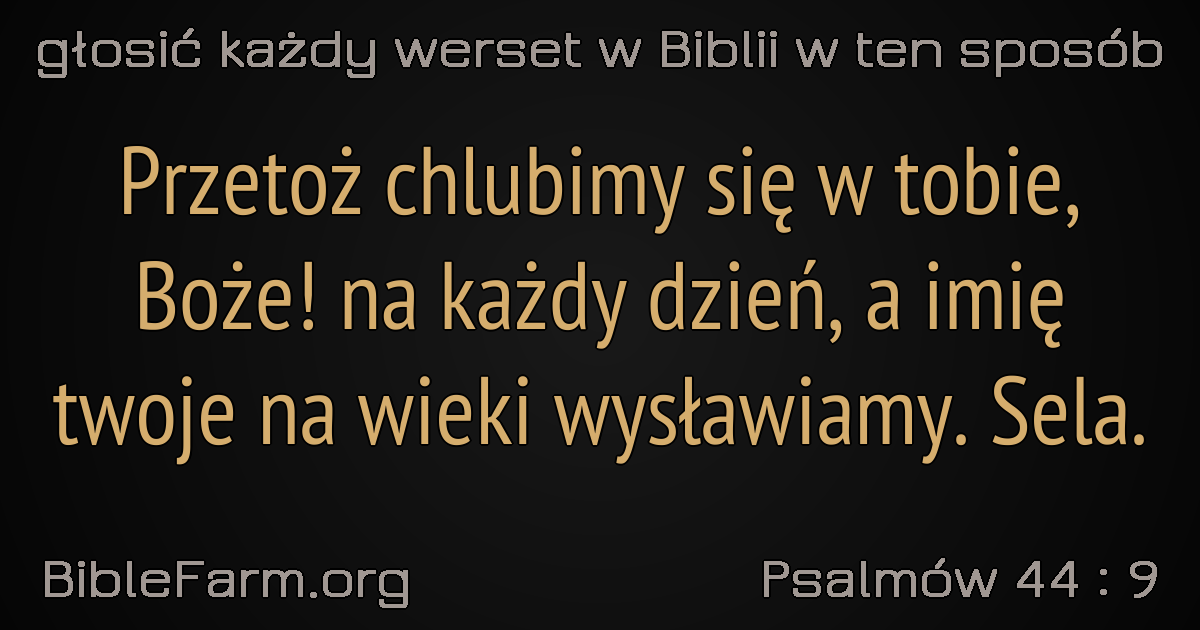 głosić każdy werset w Biblii w ten sposób
Przetoż chlubimy się w tobie,
Boże! na każdy dzień, a imię
twoje na wieki wysławiamy. Sela.
BibleFarm.org
Psalmów 44 : 9